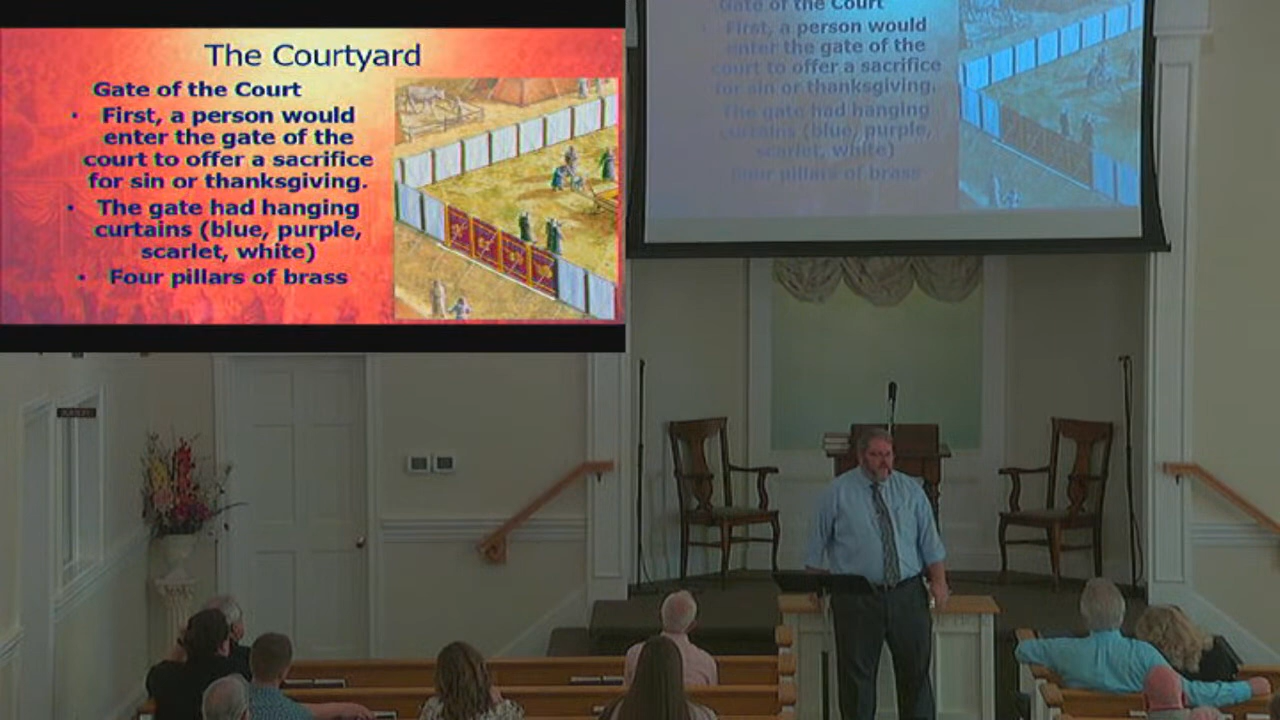 The Courtyard
Gate of the Court
• First, a person would
enter the gate of the
court to offer a sacrifice
for sin or thanksgiving.
• The gate had hanging
curtains (blue, purple,
scarlet, white)
• Four pillars of brass
Gate of the Court
First, a person would
enter the gate of the
court to offer a sacrifice
for sin or thanksgiving.
The gate had hanging
curtains (blue, purple,
scarlet, white)
Four pillars of brass